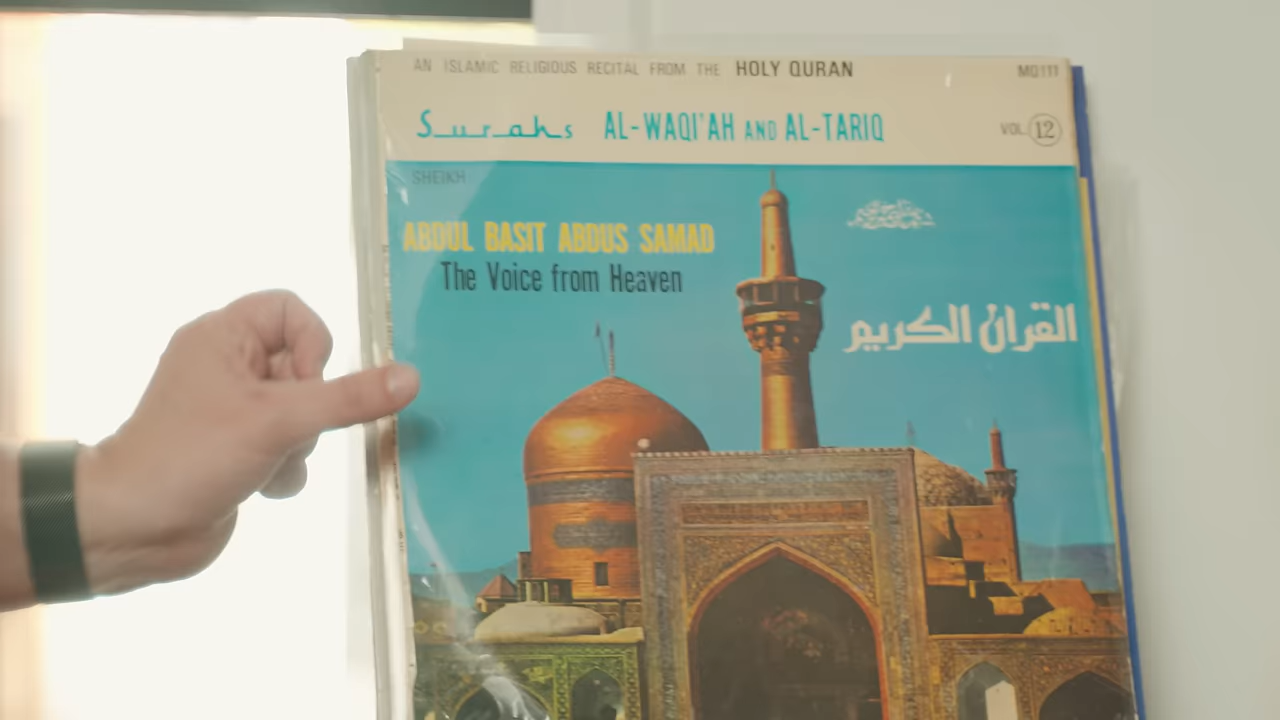 AN ISLAMIC RELIGIOUS RECITAL FROM THE HOLY QURAN
MQ111
Surahs AL-WAQI'AH AND AL-TARIQ
VOL. 12
SHEIKH
ABDUL BASIT ABDUS SAMAD
The Voice from Heaven
القران الكريم